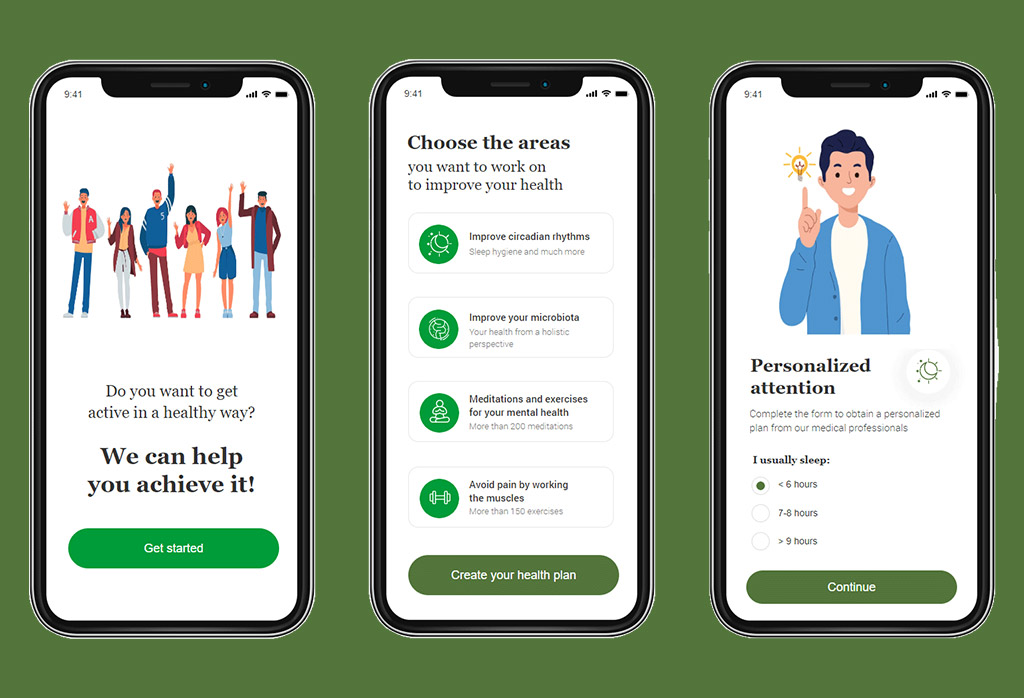 9:41
Do you want to get
active in a healthy way?
We can help
you achieve it!
Get started
9:41
Choose the areas
you want to work on
to improve your health
Improve circadian rhythms
Sleep hygiene and much more
Improve your microbiota
Your health from a holistic
perspective
Meditations and exercises
for your mental health
More than 200 meditations
Avoid pain by working
the muscles
More than 150 exercises
Create your health plan
9:41
Personalized
attention
Complete the form to obtain a personalized
plan from our medical professionals
I usually sleep:
< 6 hours
7-8 hours
> 9 hours
Continue
A
5